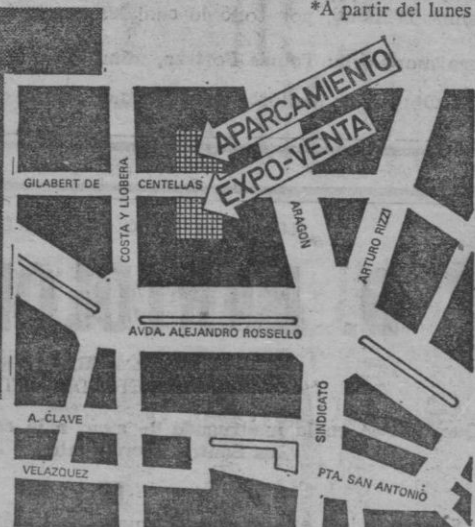 *A partir del lunes
APARCAMIENTO
EXPO-VENTA
GILABERT DE CENTELLAS
COSTA Y LLOBERA
ARAGON
ARTURO RIZZI
AVDA. ALEJANDRO ROSSELLO
SINDICATO
A. CLAVE
VELAZQUEZ
PTA. SAN ANTONIO